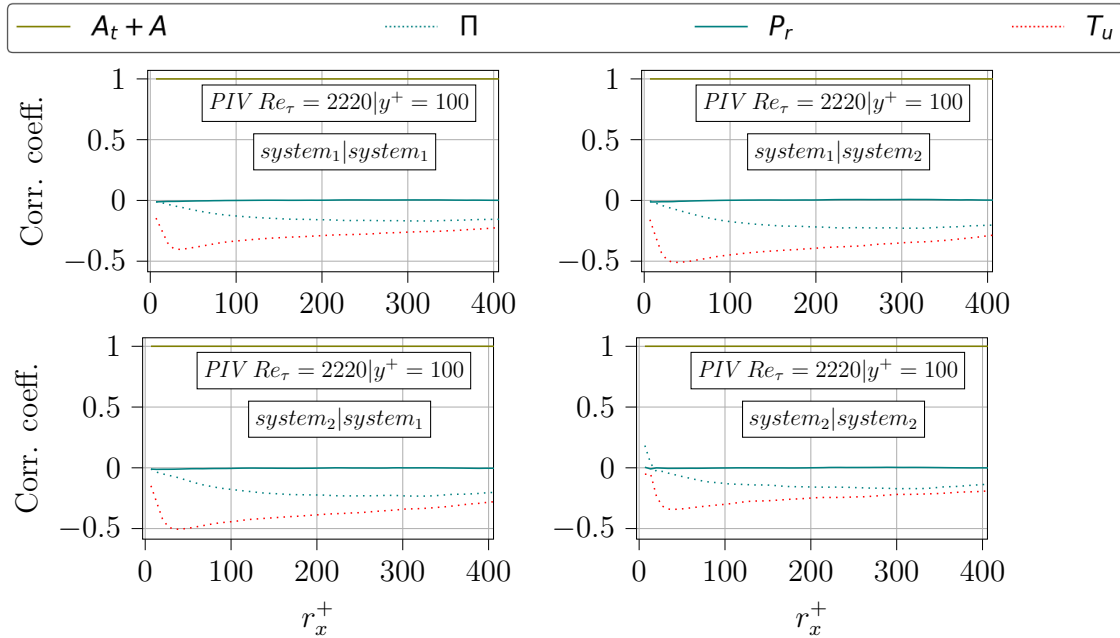 A_t + A Π P_r T_u
1 1
PIV Re_τ = 2220|y^+ = 100 PIV Re_τ = 2220|y^+ = 100
0.5 0.5
system_1|system_1 system_1|system_2
Corr. coeff.
0 0
−0.5 −0.5
0 100 200 300 400 0 100 200 300 400
1 1
PIV Re_τ = 2220|y^+ = 100 PIV Re_τ = 2220|y^+ = 100
0.5 0.5
system_2|system_1 system_2|system_2
Corr. coeff.
0 0
−0.5 −0.5
0 100 200 300 400 0 100 200 300 400
r_x^+ r_x^+